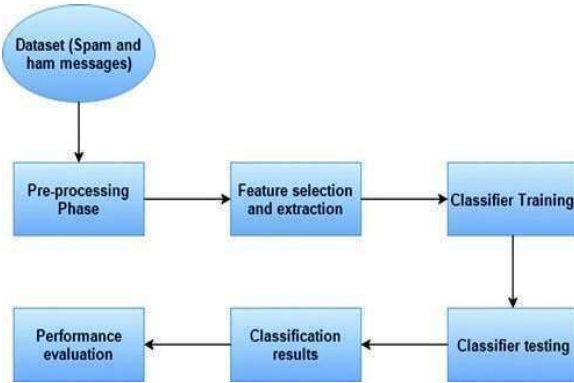 Dataset (Spam and
ham messages)
Pre-processing
Phase
Feature selection
and extraction
Classifier Training
Classifier testing
Classification
results
Performance
evaluation